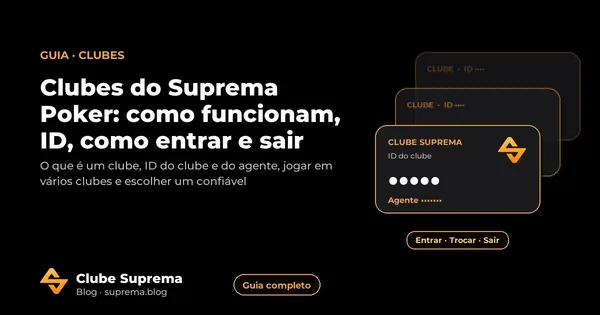 GUIA · CLUBES
Clubes do Suprema
Poker: como funcionam,
ID, como entrar e sair
O que é um clube, ID do clube e do agente, jogar em
vários clubes e escolher um confiável
CLUBE · ID ••••
CLUBE · ID ••••
CLUBE SUPREMA
ID do clube
●●●●●
Agente •••••••
Entrar · Trocar · Sair
Clube Suprema
Blog · suprema.blog
Guia completo